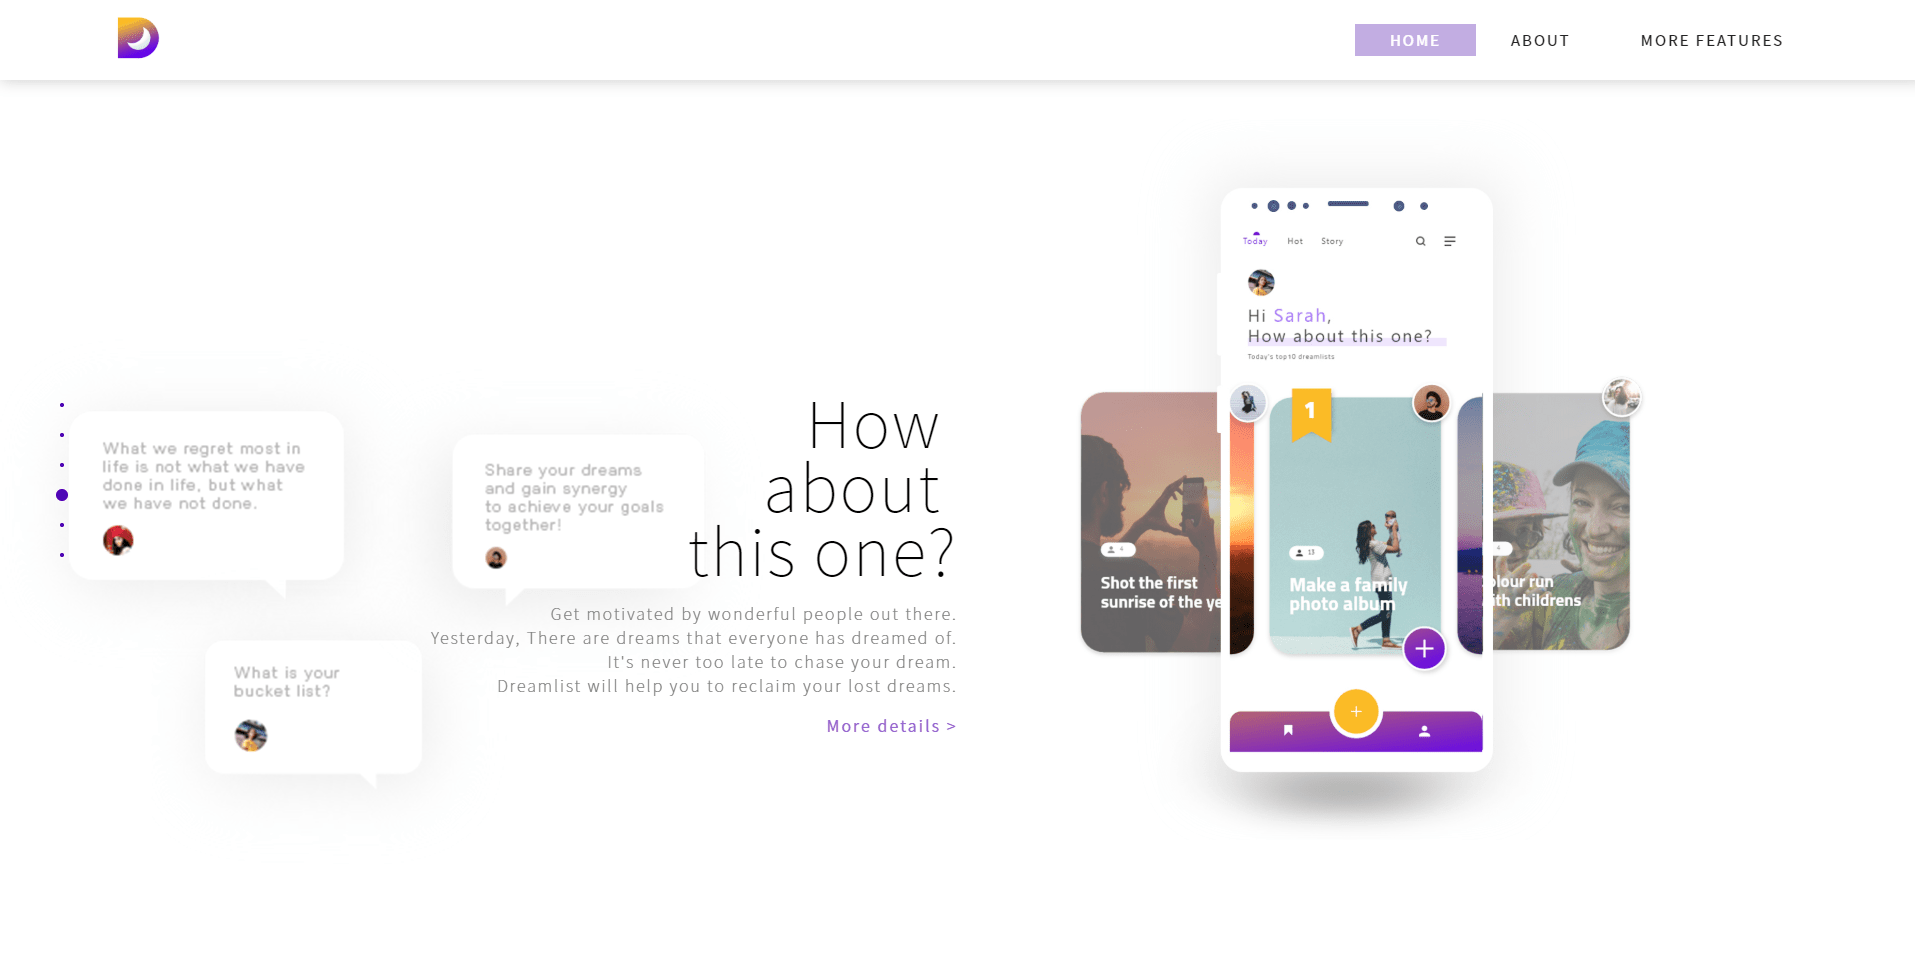 HOME
ABOUT
MORE FEATURES
What we regret most in
life is not what we have
done in life, but what
we have not done.
Share your dreams
and gain synergy
to achieve your goals
together!
What is your
bucket list?
How
about
this one?
Get motivated by wonderful people out there.
Yesterday, There are dreams that everyone has dreamed of.
It's never too late to chase your dream.
Dreamlist will help you to reclaim your lost dreams.
More details >
Today
Hot
Story
Hi Sarah,
How about this one?
Today's top10 dreamlists
4
Shot the first
sunrise of the ye
1
13
Make a family
photo album
4
olour run
ith childrens